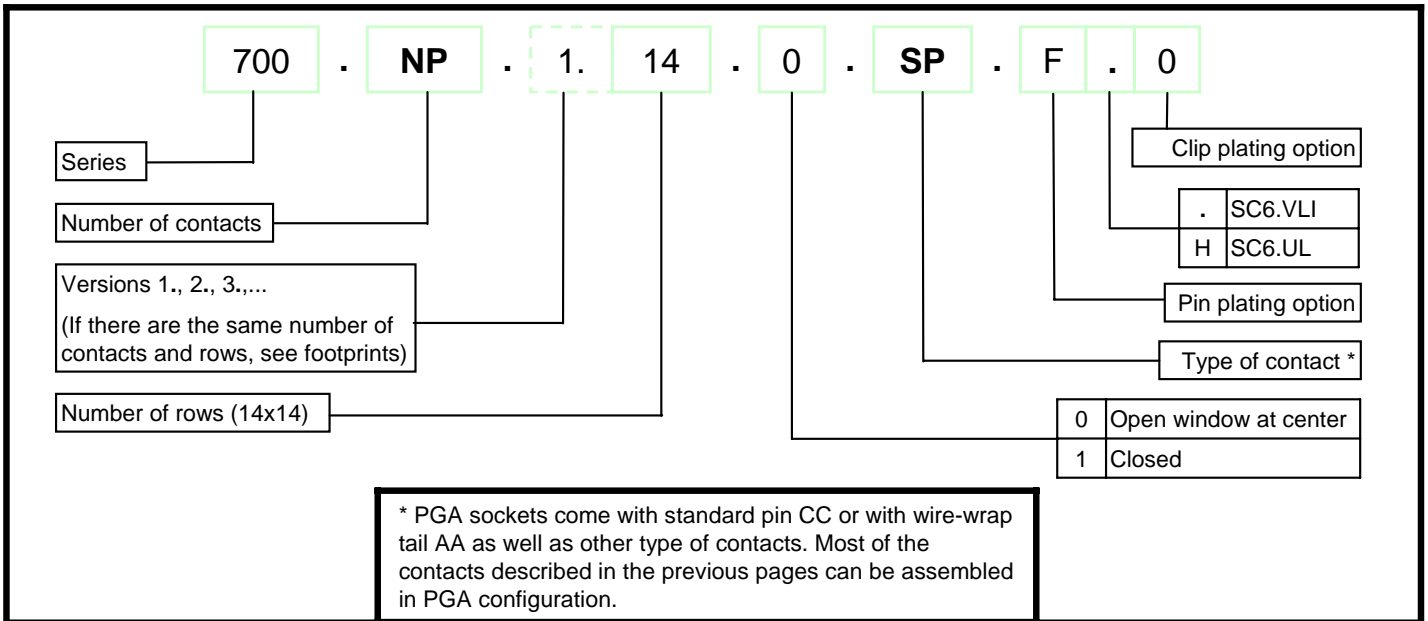 700 . NP . 1. 14 . 0 . SP . F . 0
Series
Number of contacts
Versions 1., 2., 3.,...
(If there are the same number of
contacts and rows, see footprints)
Number of rows (14x14)
Clip plating option
. SC6.VLI
H SC6.UL
Pin plating option
Type of contact *
0 Open window at center
1 Closed
* PGA sockets come with standard pin CC or with wire-wrap
tail AA as well as other type of contacts. Most of the
contacts described in the previous pages can be assembled
in PGA configuration.